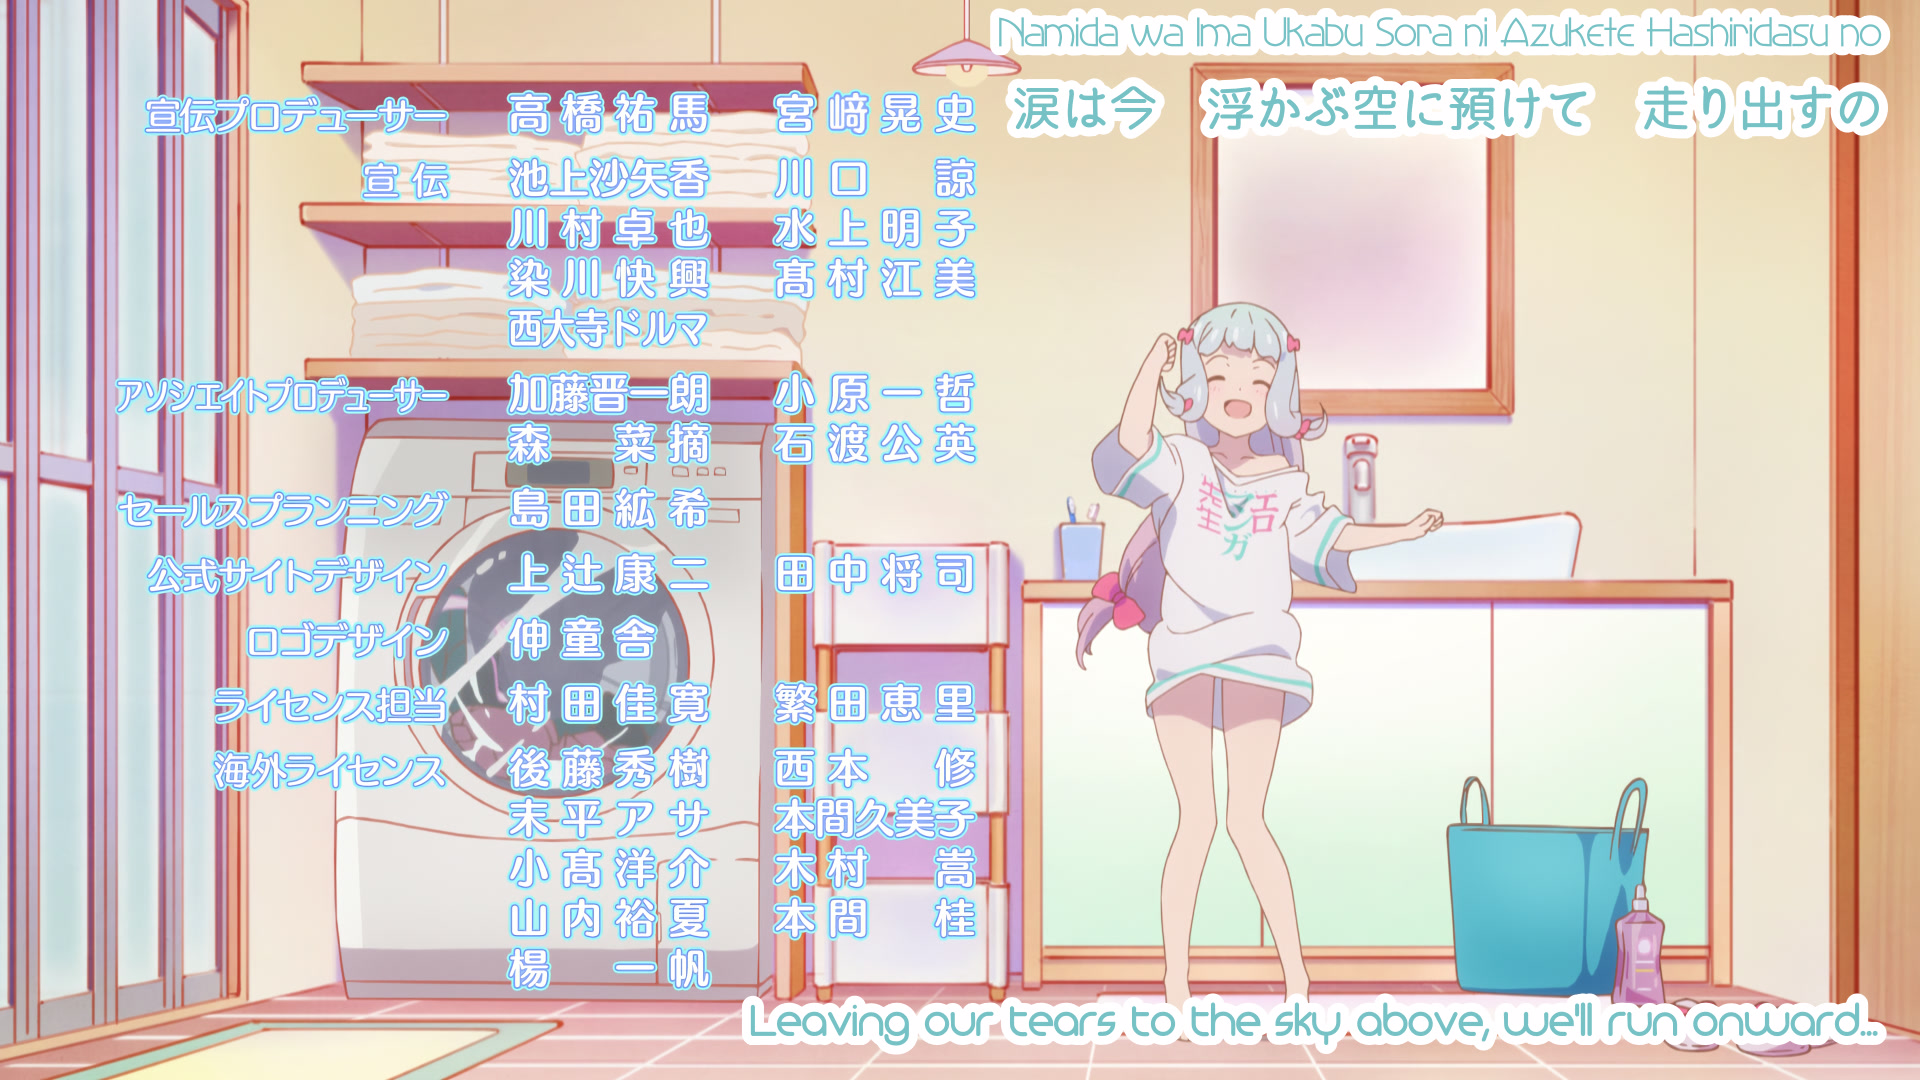 Namida wa Ima Ukabu Sora ni Azukete Hashiridasu no
涙は今 浮かぶ空に預けて 走り出すの
宣伝プロデューサー 高橋祐馬 宮﨑晃史
宣伝 池上沙矢香 川口諒
川村卓也 水上明子
染川快興 髙村江美
西大寺ドルマ
アソシエイトプロデューサー 加藤晋一朗 小原一哲
森菜摘 石渡公英
セールスプランニング 島田紘希
公式サイトデザイン 上辻康二 田中将司
ロゴデザイン 伸童舎
ライセンス担当 村田佳寛 繁田恵里
海外ライセンス 後藤秀樹 西本修
末平アサ 本間久美子
小髙洋介 木村嵩
山内裕夏 本間桂
楊一帆
エロ
マンガ
先生
Leaving our tears to the sky above, we'll run onward...